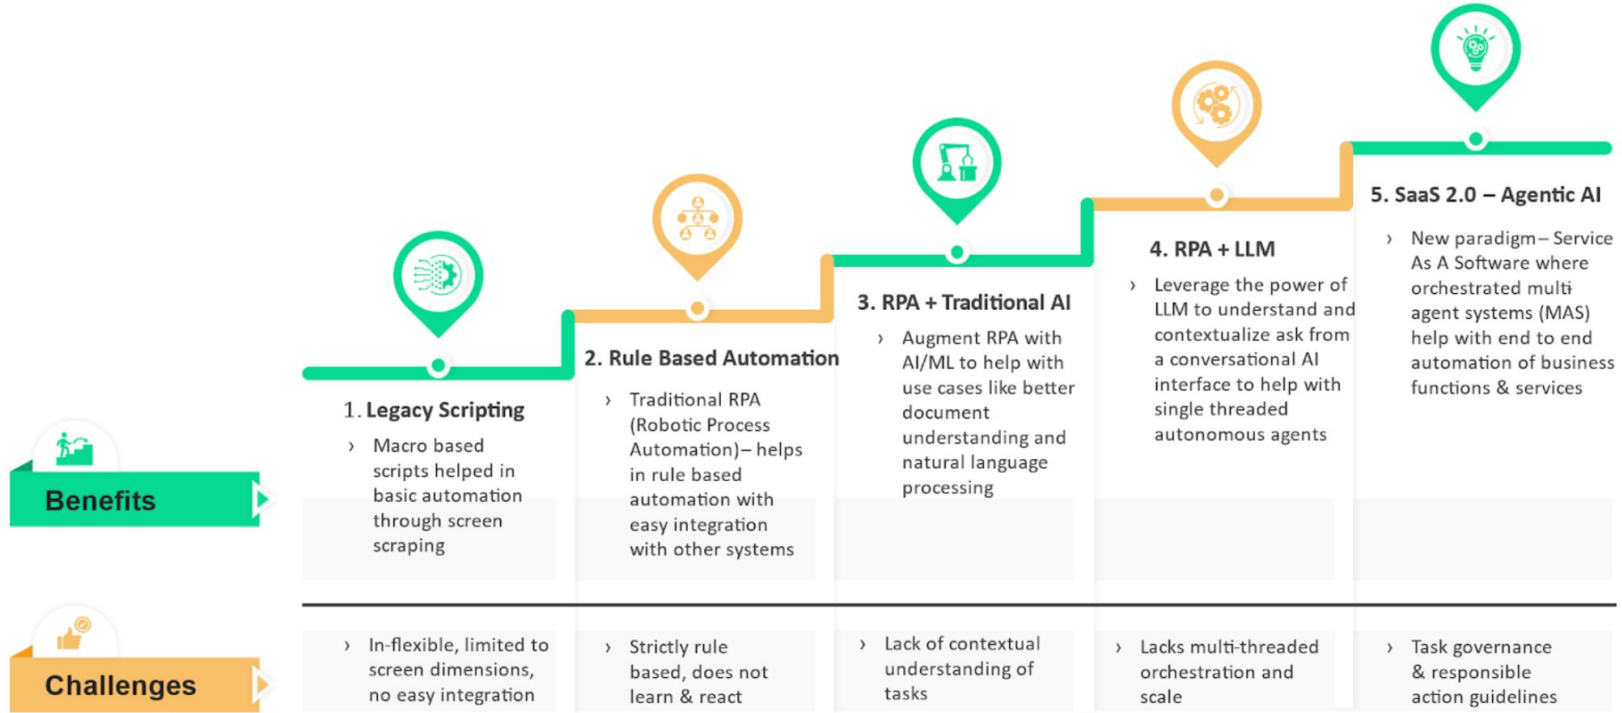 1. Legacy Scripting
› Macro based
scripts helped in
basic automation
through screen
scraping
2. Rule Based Automation
› Traditional RPA
(Robotic Process
Automation)– helps
in rule based
automation with
easy integration
with other systems
3. RPA + Traditional AI
› Augment RPA with
AI/ML to help with
use cases like better
document
understanding and
natural language
processing
4. RPA + LLM
› Leverage the power of
LLM to understand and
contextualize ask from
a conversational AI
interface to help with
single threaded
autonomous agents
5. SaaS 2.0 – Agentic AI
› New paradigm– Service
As A Software where
orchestrated multi
agent systems (MAS)
help with end to end
automation of business
functions & services
Benefits
Challenges
› In-flexible, limited to
screen dimensions,
no easy integration
› Strictly rule
based, does not
learn & react
› Lack of contextual
understanding of
tasks
› Lacks multi-threaded
orchestration and
scale
› Task governance
& responsible
action guidelines